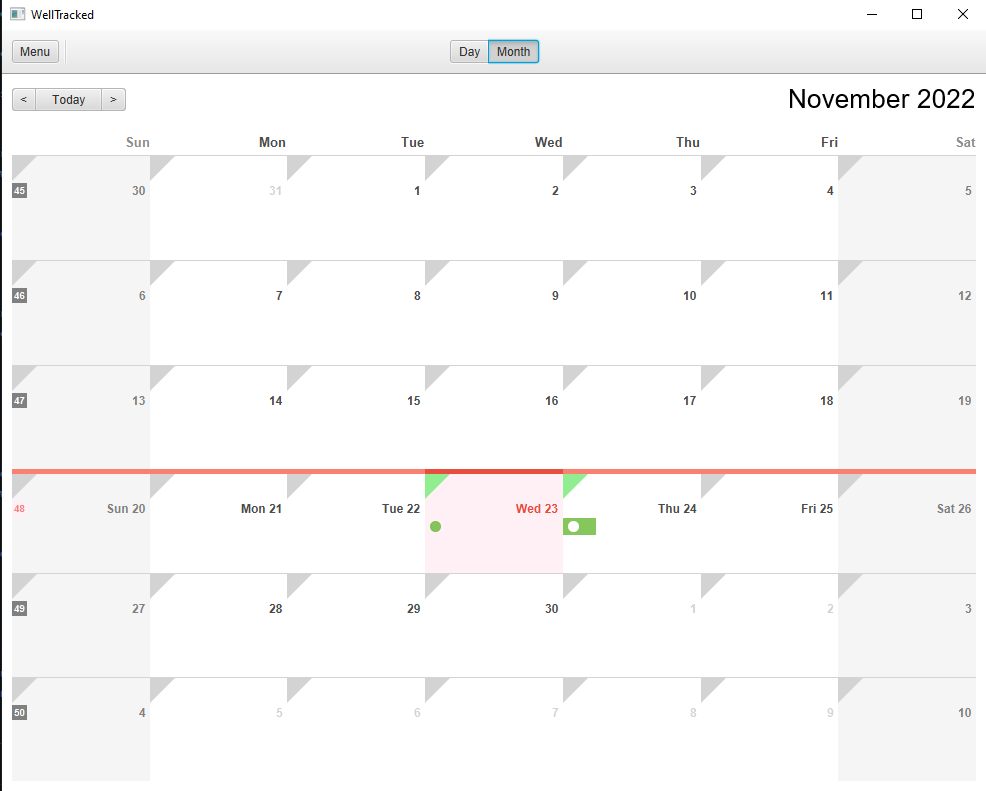 WellTracked
Menu Day Month
< Today > November 2022
Sun Mon Tue Wed Thu Fri Sat
45 30 31 1 2 3 4 5
46 6 7 8 9 10 11 12
47 13 14 15 16 17 18 19
48 Sun 20 Mon 21 Tue 22 Wed 23 Thu 24 Fri 25 Sat 26
49 27 28 29 30 1 2 3
50 4 5 6 7 8 9 10